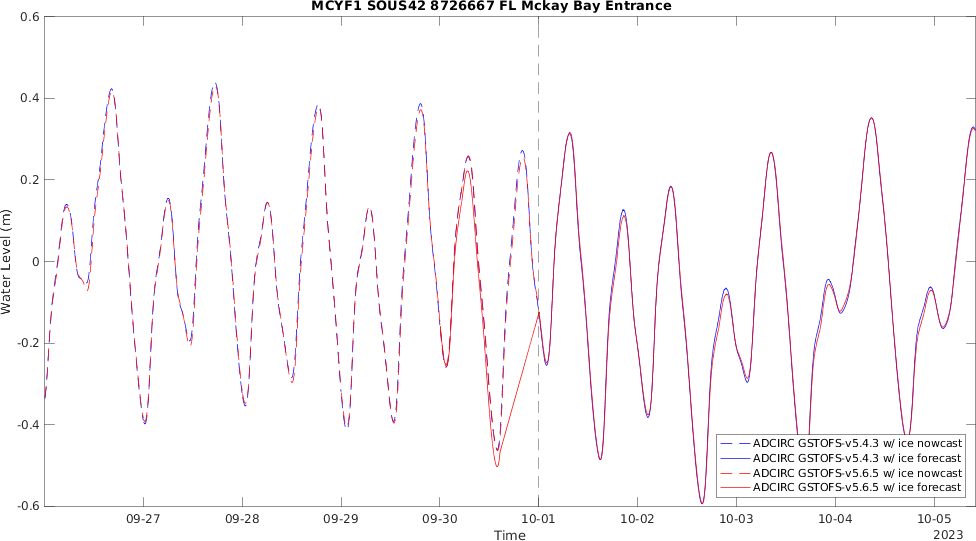 MCYF1 SOUS42 8726667 FL Mckay Bay Entrance
0.6
0.4
0.2
0
-0.2
-0.4
-0.6
Water Level (m)
ADCIRC GSTOFS-v5.4.3 w/ ice nowcast
ADCIRC GSTOFS-v5.4.3 w/ ice forecast
ADCIRC GSTOFS-v5.6.5 w/ ice nowcast
ADCIRC GSTOFS-v5.6.5 w/ ice forecast
09-27 09-28 09-29 09-30 10-01 10-02 10-03 10-04 10-05
Time
2023